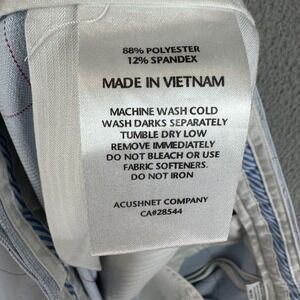 88% POLYESTER
12% SPANDEX
MADE IN VIETNAM
MACHINE WASH COLD
WASH DARKS SEPARATELY
TUMBLE DRY LOW
REMOVE IMMEDIATELY
DO NOT BLEACH OR USE
FABRIC SOFTENERS.
DO NOT IRON
ACUSHNET COMPANY
CA#28544